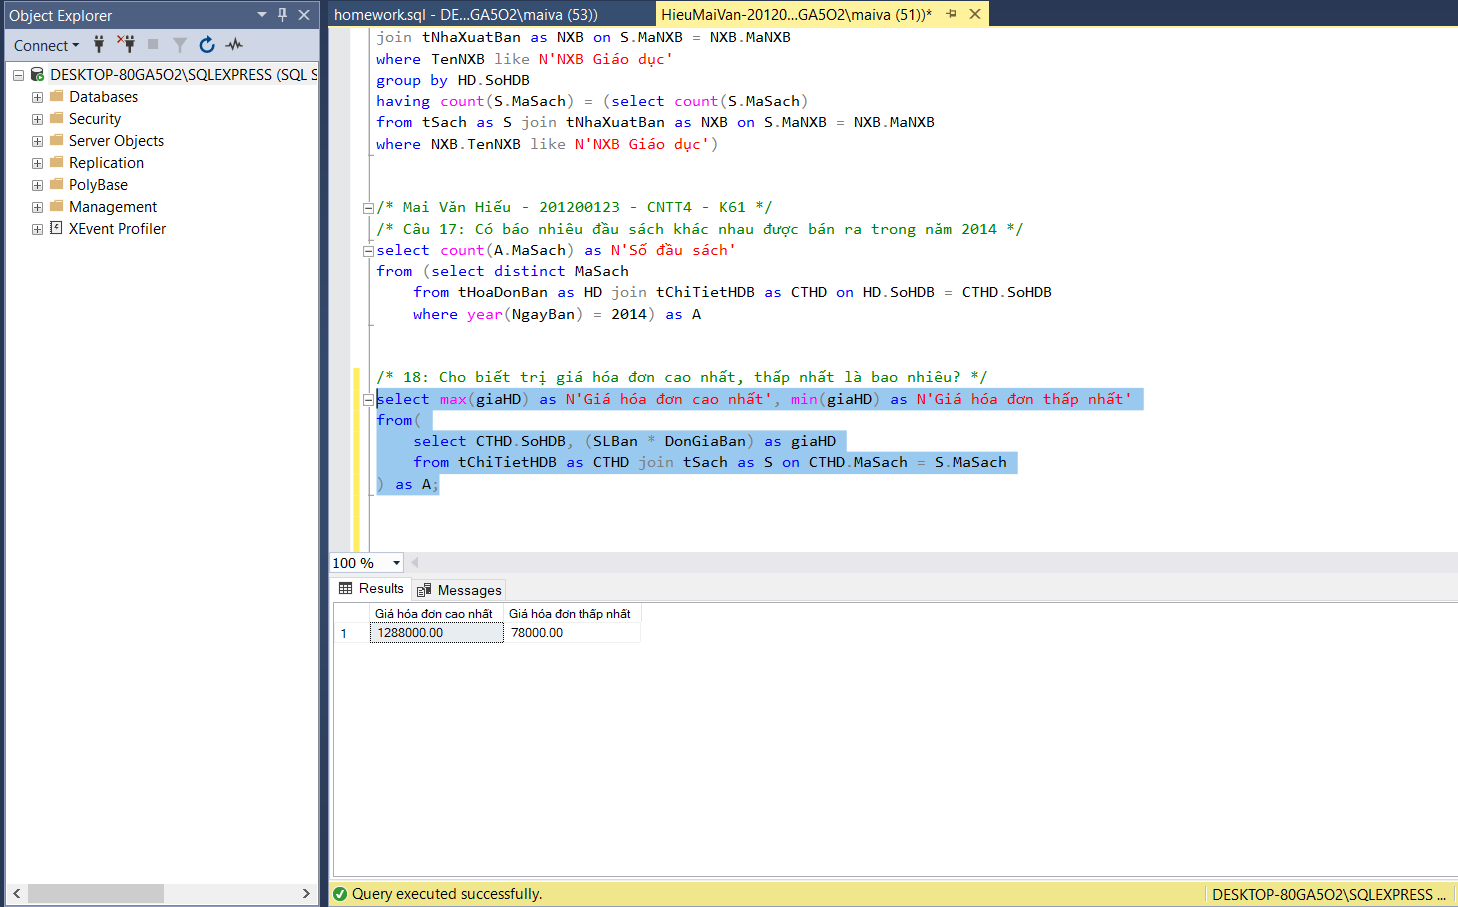 Object Explorer
Connect
DESKTOP-80GA5O2\SQLEXPRESS (SQL S
Databases
Security
Server Objects
Replication
PolyBase
Management
XEvent Profiler
homework.sql - DE...GA5O2\maiva (53))
HieuMaiVan-20120...GA5O2\maiva (51))*
join tNhaXuatBan as NXB on S.MaNXB = NXB.MaNXB
where TenNXB like N'NXB Giáo dục'
group by HD.SoHDB
having count(S.MaSach) = (select count(S.MaSach)
from tSach as S join tNhaXuatBan as NXB on S.MaNXB = NXB.MaNXB
where NXB.TenNXB like N'NXB Giáo dục')
/* Mai Văn Hiếu - 201200123 - CNTT4 - K61 */
/* Câu 17: Có báo nhiêu đầu sách khác nhau được bán ra trong năm 2014 */
select count(A.MaSach) as N'Số đầu sách'
from (select distinct MaSach
from tHoaDonBan as HD join tChiTietHDB as CTHD on HD.SoHDB = CTHD.SoHDB
where year(NgayBan) = 2014) as A
/* 18: Cho biết trị giá hóa đơn cao nhất, thấp nhất là bao nhiêu? */
select max(giaHD) as N'Giá hóa đơn cao nhất', min(giaHD) as N'Giá hóa đơn thấp nhất'
from(
select CTHD.SoHDB, (SLBan * DonGiaBan) as giaHD
from tChiTietHDB as CTHD join tSach as S on CTHD.MaSach = S.MaSach
) as A;
100 %
Results Messages
Giá hóa đơn cao nhất Giá hóa đơn thấp nhất
1 1288000.00 78000.00
Query executed successfully.
DESKTOP-80GA5O2\SQLEXPRESS ...